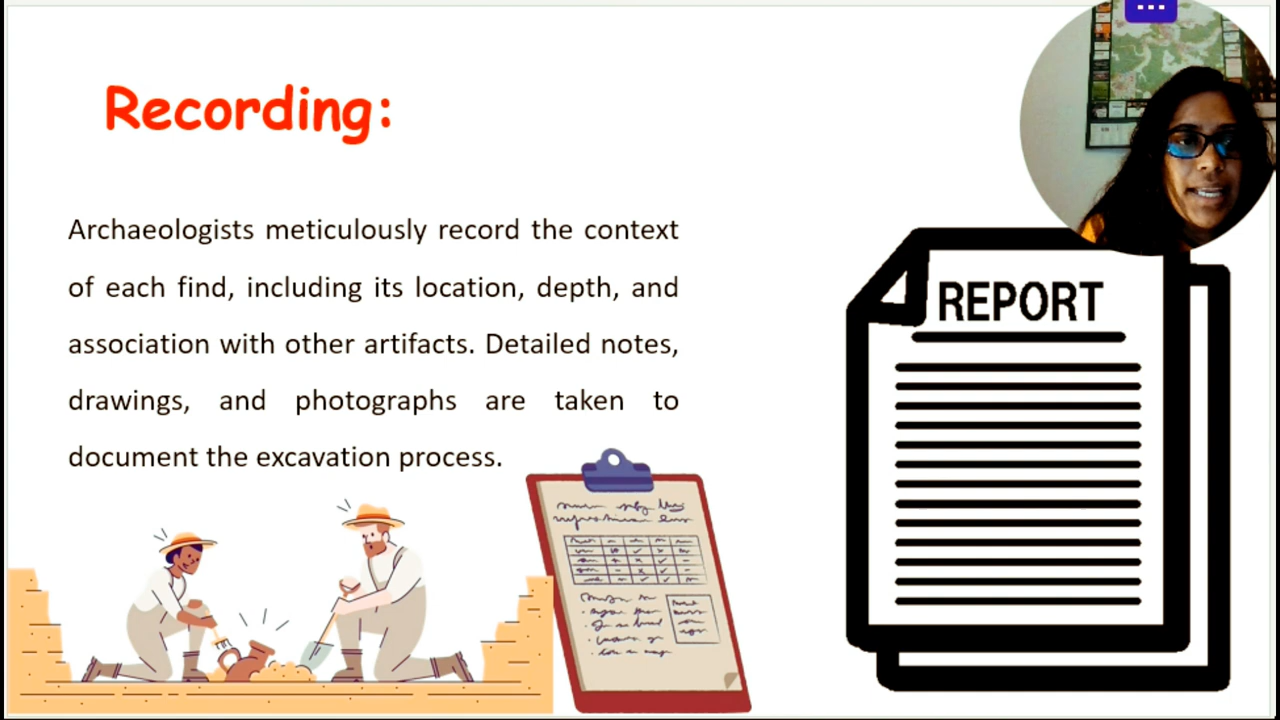 Recording:
Archaeologists meticulously record the context
of each find, including its location, depth, and
association with other artifacts. Detailed notes,
drawings, and photographs are taken to
document the excavation process.
REPORT